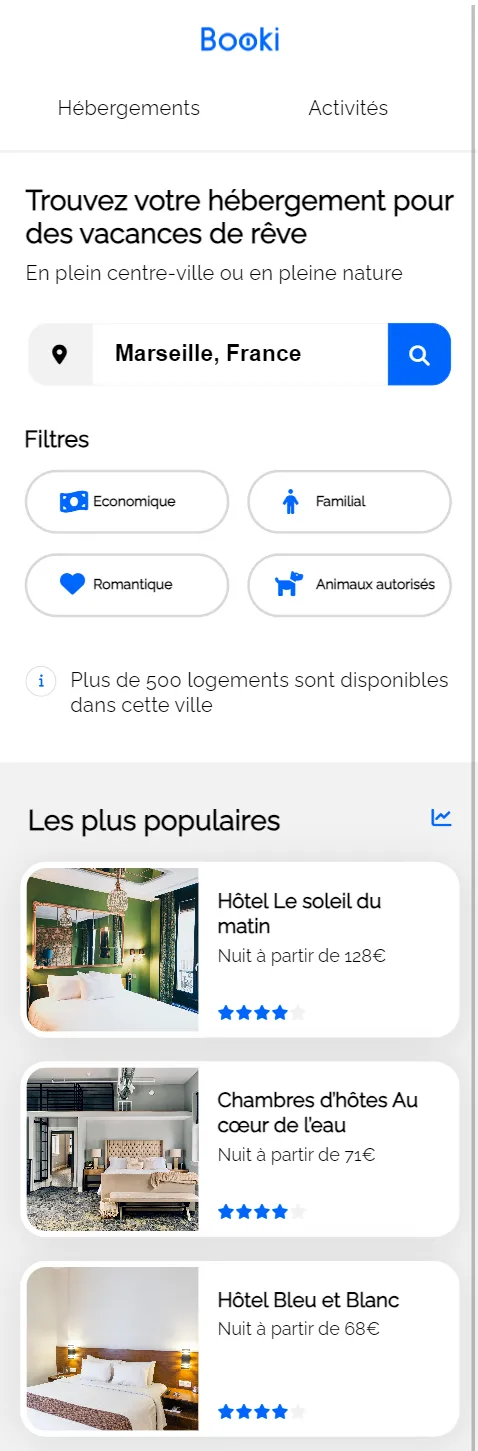 Booki
Hébergements
Activités
Trouvez votre hébergement pour
des vacances de rêve
En plein centre-ville ou en pleine nature
Marseille, France
Filtres
Economique
Familial
Romantique
Animaux autorisés
i
Plus de 500 logements sont disponibles
dans cette ville
Les plus populaires
Hôtel Le soleil du
matin
Nuit à partir de 128€
Chambres d'hôtes Au
cœur de l'eau
Nuit à partir de 71€
Hôtel Bleu et Blanc
Nuit à partir de 68€